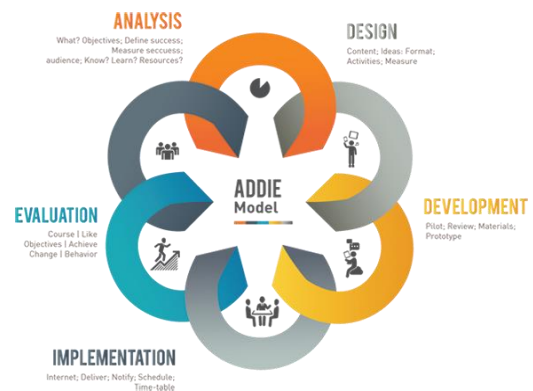 ANALYSIS
What? Objectives; Define success;
Measure seccuess;
audience; Know? Learn? Resources?
DESIGN
Content; Ideas: Format;
Activities; Measure
ADDIE
Model
EVALUATION
Course | Like
Objectives | Achieve
Change | Behavior
DEVELOPMENT
Pilot; Review; Materials;
Prototype
IMPLEMENTATION
Internet; Deliver; Notify; Schedule;
Time-table